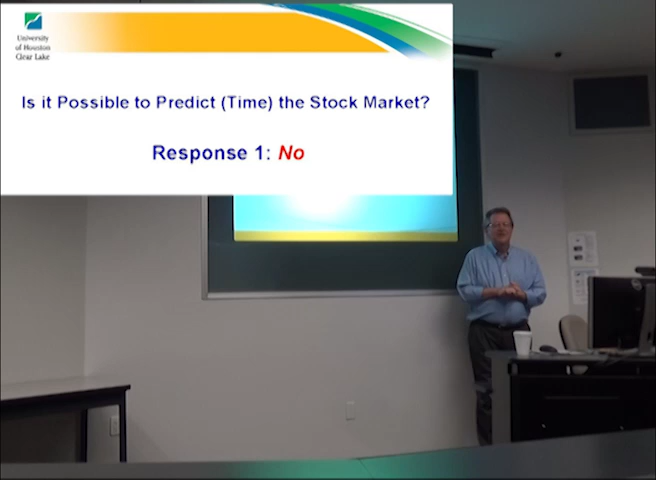 University
of Houston
Clear Lake
Is it Possible to Predict (Time) the Stock Market?
Response 1: No